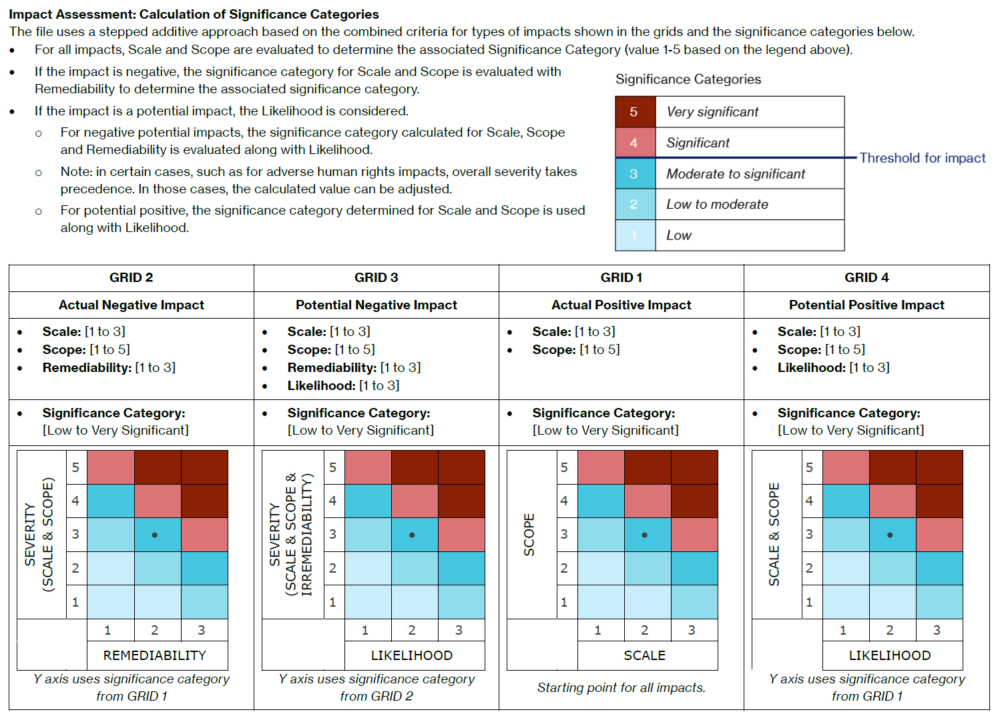 Impact Assessment: Calculation of Significance Categories
The file uses a stepped additive approach based on the combined criteria for types of impacts shown in the grids and the significance categories below.
• For all impacts, Scale and Scope are evaluated to determine the associated Significance Category (value 1-5 based on the legend above).
• If the impact is negative, the significance category for Scale and Scope is evaluated with
Remediability to determine the associated significance category.
• If the impact is a potential impact, the Likelihood is considered.
o For negative potential impacts, the significance category calculated for Scale, Scope
and Remediability is evaluated along with Likelihood.
o Note: in certain cases, such as for adverse human rights impacts, overall severity takes
precedence. In those cases, the calculated value can be adjusted.
o For potential positive, the significance category determined for Scale and Scope is used
along with Likelihood.
Significance Categories
5 Very significant
4 Significant
Threshold for impact
3 Moderate to significant
2 Low to moderate
1 Low
GRID 2 GRID 3 GRID 1 GRID 4
Actual Negative Impact Potential Negative Impact Actual Positive Impact Potential Positive Impact
• Scale: [1 to 3]
• Scope: [1 to 5]
• Remediability: [1 to 3]
• Scale: [1 to 3]
• Scope: [1 to 5]
• Remediability: [1 to 3]
• Likelihood: [1 to 3]
• Scale: [1 to 3]
• Scope: [1 to 5]
• Scale: [1 to 3]
• Scope: [1 to 5]
• Likelihood: [1 to 3]
• Significance Category:
[Low to Very Significant]
• Significance Category:
[Low to Very Significant]
• Significance Category:
[Low to Very Significant]
• Significance Category:
[Low to Very Significant]
SEVERITY
(SCALE & SCOPE)
5
4
3
2
1
1 2 3
REMEDIABILITY
Y axis uses significance category
from GRID 1
SEVERITY
(SCALE & SCOPE &
IRREMEDIABILITY)
5
4
3
2
1
1 2 3
LIKELIHOOD
Y axis uses significance category
from GRID 2
SCOPE
5
4
3
2
1
1 2 3
SCALE
Starting point for all impacts.
SCALE & SCOPE
5
4
3
2
1
1 2 3
LIKELIHOOD
Y axis uses significance category
from GRID 1